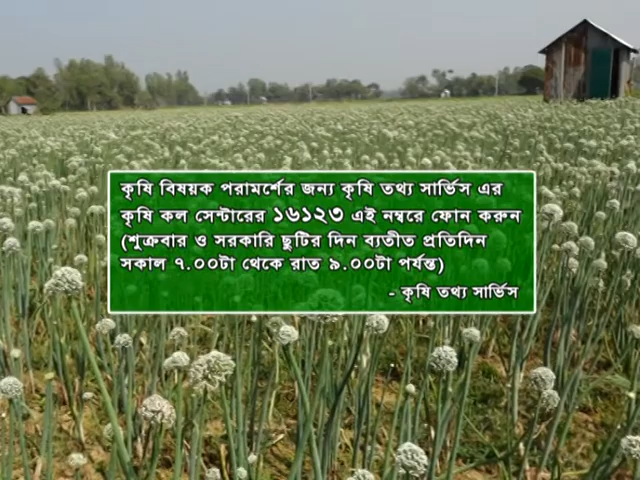 কৃষি বিষয়ক পরামর্শের জন্য কৃষি তথ্য সার্ভিস এর
কৃষি কল সেন্টারের ১৬১২৩ এই নম্বরে ফোন করুন
(শুক্রবার ও সরকারি ছুটির দিন ব্যতীত প্রতিদিন
সকাল ৭.০০টা থেকে রাত ৯.০০টা পর্যন্ত)
- কৃষি তথ্য সার্ভিস